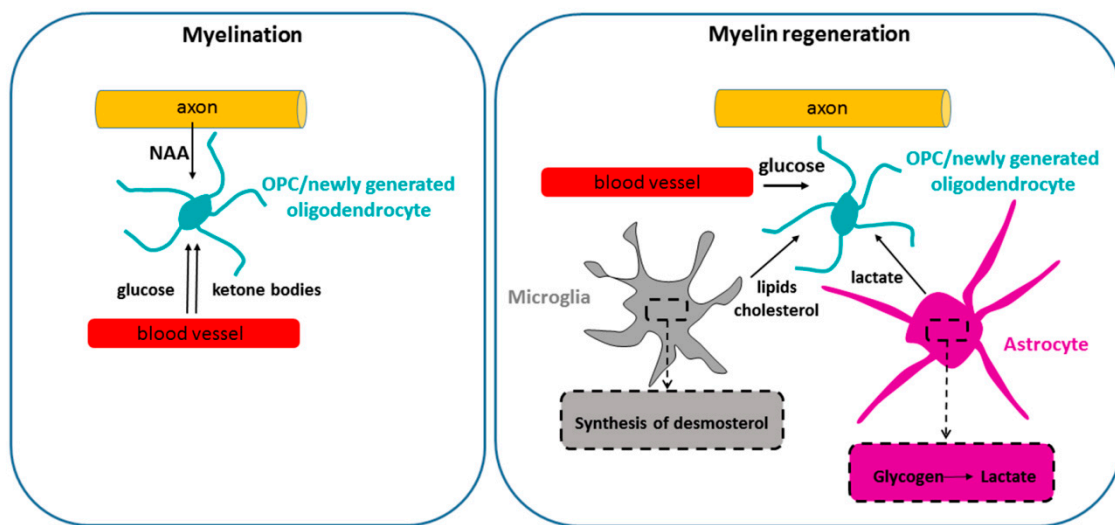 Myelination
axon
NAA
OPC/newly generated
oligodendrocyte
glucose
ketone bodies
blood vessel
Myelin regeneration
axon
glucose
blood vessel
OPC/newly generated
oligodendrocyte
Microglia
lipids
cholesterol
lactate
Astrocyte
Synthesis of desmosterol
Glycogen Lactate